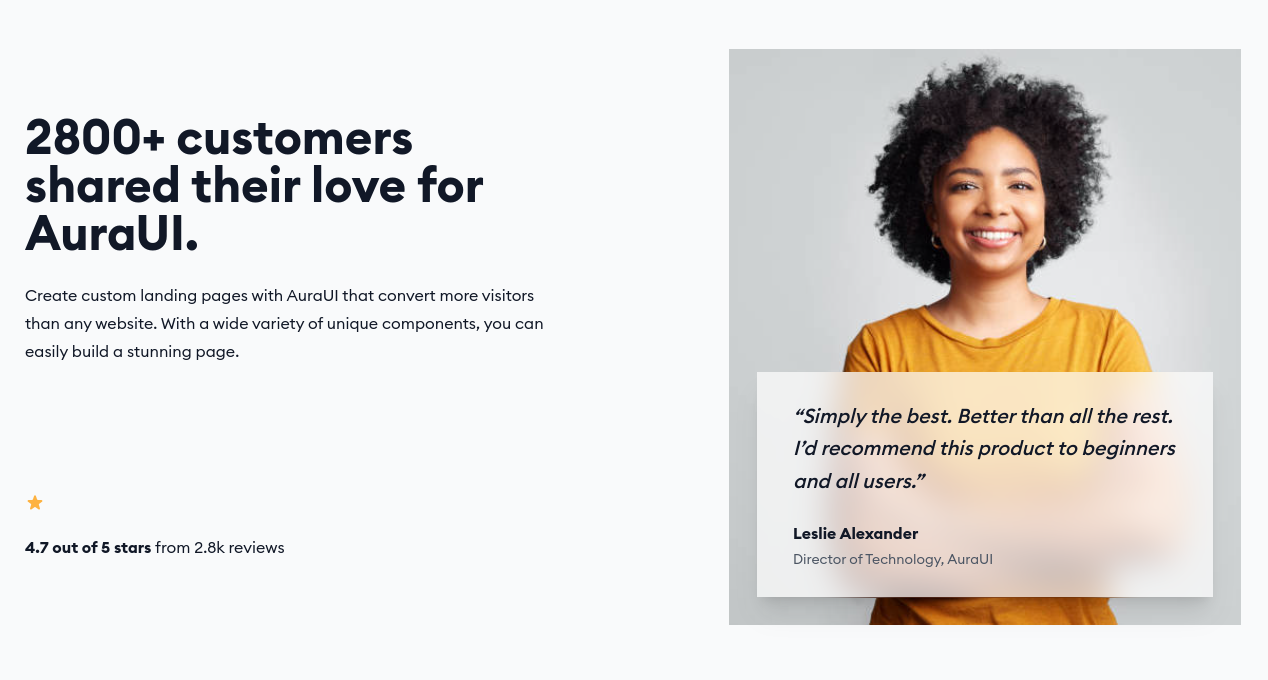 2800+ customers
shared their love for
AuraUI.
Create custom landing pages with AuraUI that convert more visitors
than any website. With a wide variety of unique components, you can
easily build a stunning page.
4.7 out of 5 stars from 2.8k reviews
“Simply the best. Better than all the rest.
I’d recommend this product to beginners
and all users.”
Leslie Alexander
Director of Technology, AuraUI